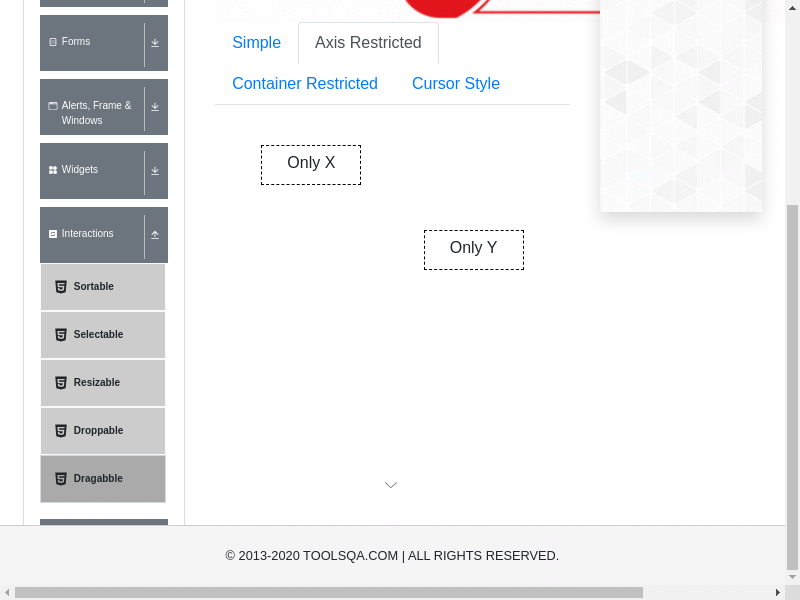 Forms
Alerts, Frame &
Windows
Widgets
Interactions
Sortable
Selectable
Resizable
Droppable
Dragabble
Simple
Axis Restricted
Container Restricted
Cursor Style
Only X
Only Y
© 2013-2020 TOOLSQA.COM | ALL RIGHTS RESERVED.